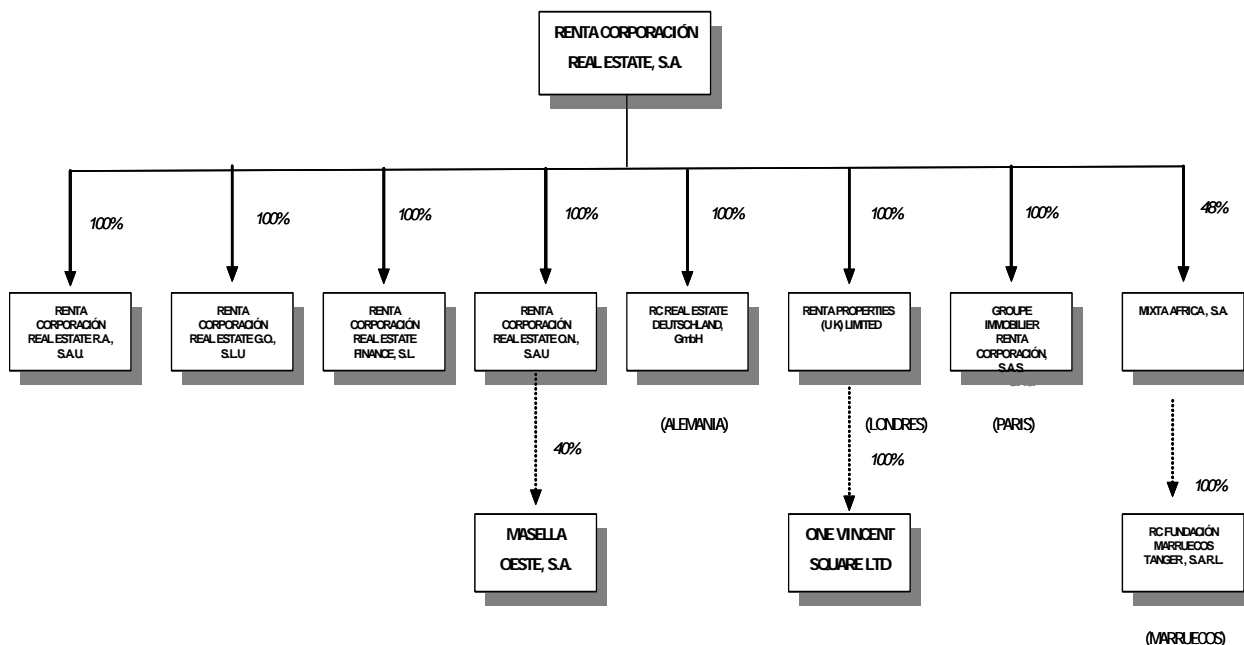 RENTA CORPORACIÓN
REAL ESTATE, S.A.
100%
100%
100%
100%
100%
100%
100%
48%
RENTA
CORPORACIÓN
REAL ESTATE R.A.,
S.A.U.
RENTA
CORPORACIÓN
REAL ESTATE G.O.,
S.L.U
RENTA
CORPORACIÓN
REAL ESTATE
FINANCE, S.L.
RENTA
CORPORACIÓN
REAL ESTATE O.N.,
S.A.U
RC REAL ESTATE
DEUTSCHLAND,
GmbH
RENTA PROPERTIES
(UK) LIMITED
GROUPE
IMMOBILIER
RENTA
CORPORACIÓN,
S.A.S.
MIXTA AFRICA, S.A.
(ALEMANIA)
(LONDRES)
(PARIS)
40%
100%
100%
MASELLA
OESTE, S.A.
ONE VINCENT
SQUARE LTD
RC FUNDACIÓN
MARRUECOS
TANGER, S.A.R.L.
(MARRUECOS)